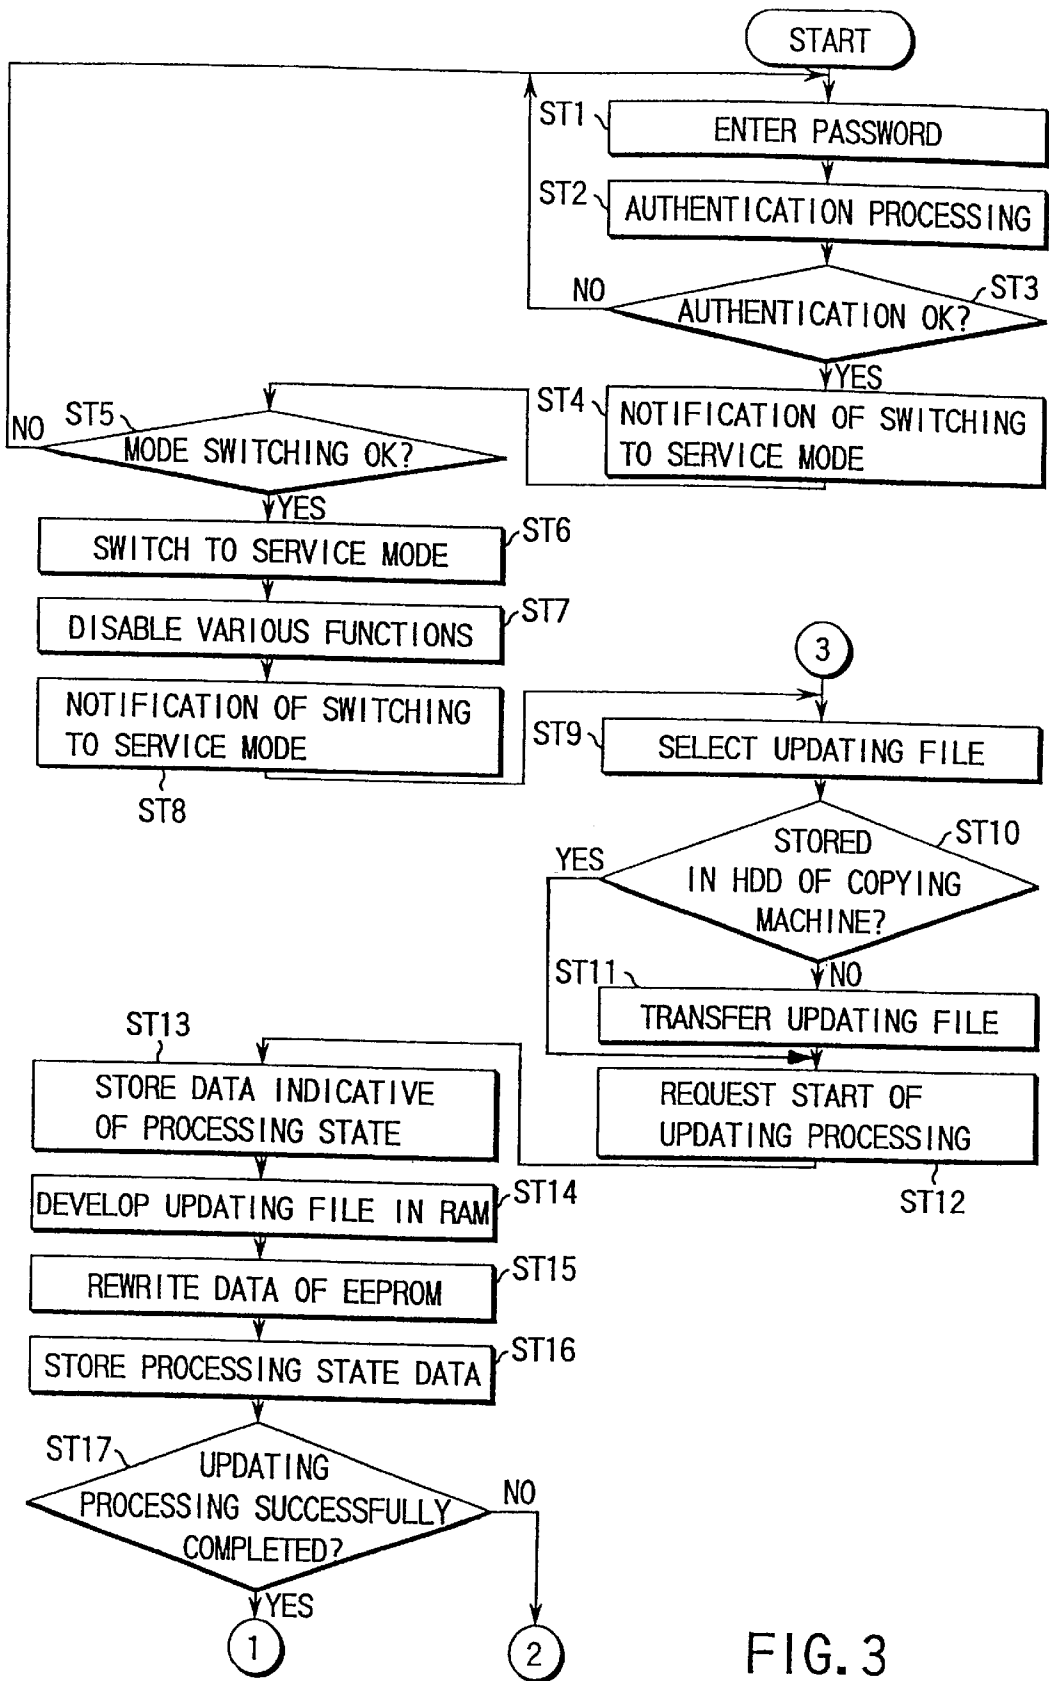 START
ST1
ENTER PASSWORD
ST2
AUTHENTICATION PROCESSING
ST3
NO
AUTHENTICATION OK?
YES
ST4
NOTIFICATION OF SWITCHING
TO SERVICE MODE
ST5
NO
MODE SWITCHING OK?
YES
ST6
SWITCH TO SERVICE MODE
ST7
DISABLE VARIOUS FUNCTIONS
NOTIFICATION OF SWITCHING
TO SERVICE MODE
ST8
3
ST9
SELECT UPDATING FILE
ST10
YES
STORED
IN HDD OF COPYING
MACHINE?
NO
ST11
TRANSFER UPDATING FILE
REQUEST START OF
UPDATING PROCESSING
ST12
ST13
STORE DATA INDICATIVE
OF PROCESSING STATE
ST14
DEVELOP UPDATING FILE IN RAM
ST15
REWRITE DATA OF EEPROM
ST16
STORE PROCESSING STATE DATA
ST17
UPDATING
PROCESSING SUCCESSFULLY
COMPLETED?
NO
YES
1
2
FIG. 3